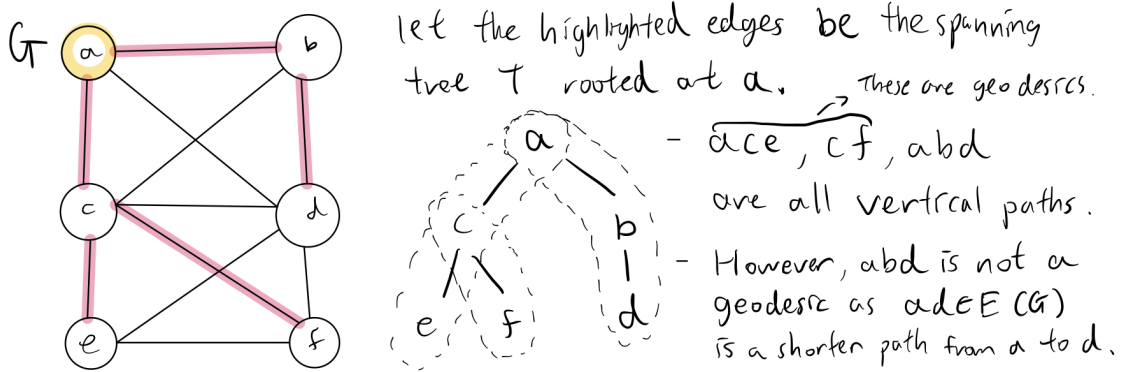 G
a
b
c
d
e
f
let the highlighted edges be the spanning
tree T rooted at a.
These are geodesics.
a
c
b
e
f
d
- ace, cf, abd
are all vertical paths.
- However, abd is not a
geodesic as ad∈E(G)
is a shorter path from a to d.